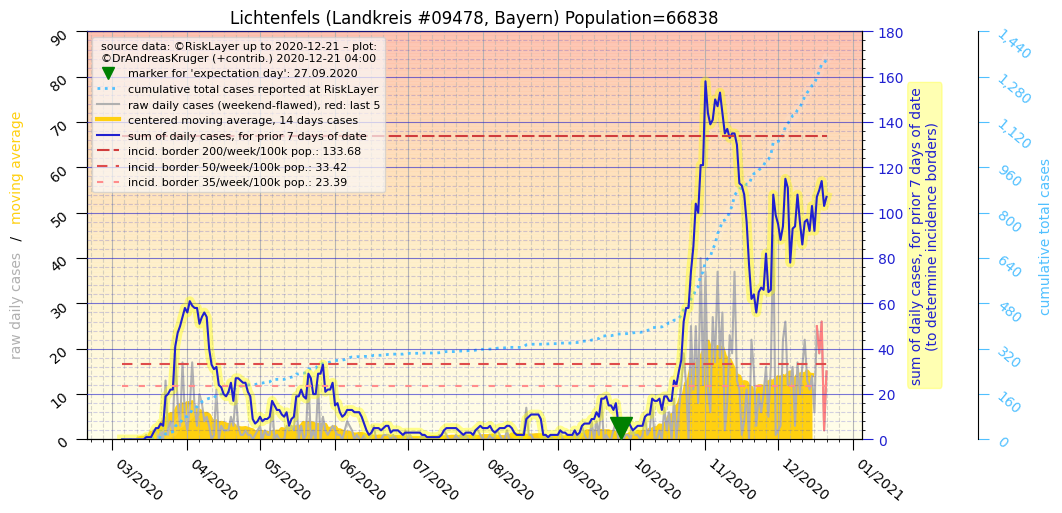 Lichtenfels (Landkreis #09478, Bayern) Population=66838
source data: ©RiskLayer up to 2020-12-21 – plot:
©DrAndreasKruger (+contrib.) 2020-12-21 04:00
marker for 'expectation day': 27.09.2020
cumulative total cases reported at RiskLayer
raw daily cases (weekend-flawed), red: last 5
centered moving average, 14 days cases
sum of daily cases, for prior 7 days of date
incid. border 200/week/100k pop.: 133.68
incid. border 50/week/100k pop.: 33.42
incid. border 35/week/100k pop.: 23.39
raw daily cases / moving average
90
80
70
60
50
40
30
20
10
0
03/2020
04/2020
05/2020
06/2020
07/2020
08/2020
09/2020
10/2020
11/2020
12/2020
01/2021
180
160
140
120
100
80
60
40
20
0
sum of daily cases, for prior 7 days of date
(to determine incidence borders)
1,440
1,280
1,120
960
800
640
480
320
160
0
cumulative total cases